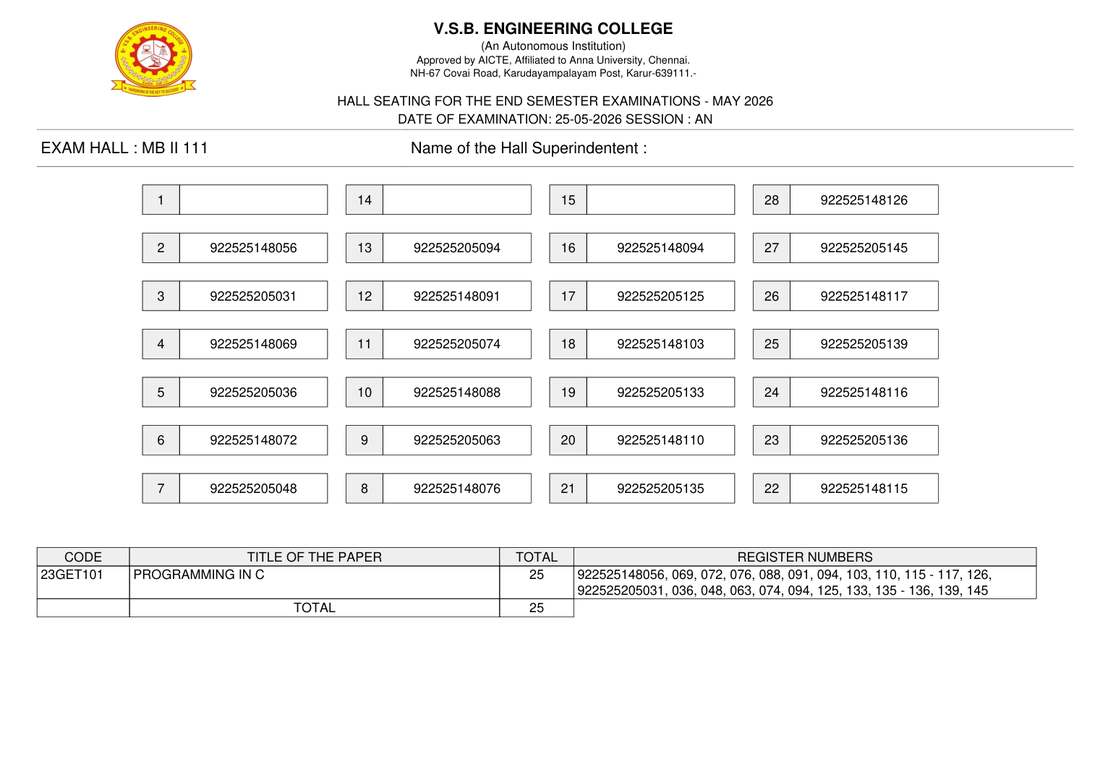 V.S.B. ENGINEERING COLLEGE
(An Autonomous Institution)
Approved by AICTE, Affiliated to Anna University, Chennai.
NH-67 Covai Road, Karudayampalayam Post, Karur-639111.-
HALL SEATING FOR THE END SEMESTER EXAMINATIONS - MAY 2026
DATE OF EXAMINATION: 25-05-2026 SESSION : AN
EXAM HALL : MB II 111 Name of the Hall Superindentent :
1 14 15 28 922525148126
2 922525148056 13 922525205094 16 922525148094 27 922525205145
3 922525205031 12 922525148091 17 922525205125 26 922525148117
4 922525148069 11 922525205074 18 922525148103 25 922525205139
5 922525205036 10 922525148088 19 922525205133 24 922525148116
6 922525148072 9 922525205063 20 922525148110 23 922525205136
7 922525205048 8 922525148076 21 922525205135 22 922525148115
CODE TITLE OF THE PAPER TOTAL REGISTER NUMBERS
23GET101 PROGRAMMING IN C 25 922525148056, 069, 072, 076, 088, 091, 094, 103, 110, 115 - 117, 126,
922525205031, 036, 048, 063, 074, 094, 125, 133, 135 - 136, 139, 145
TOTAL 25